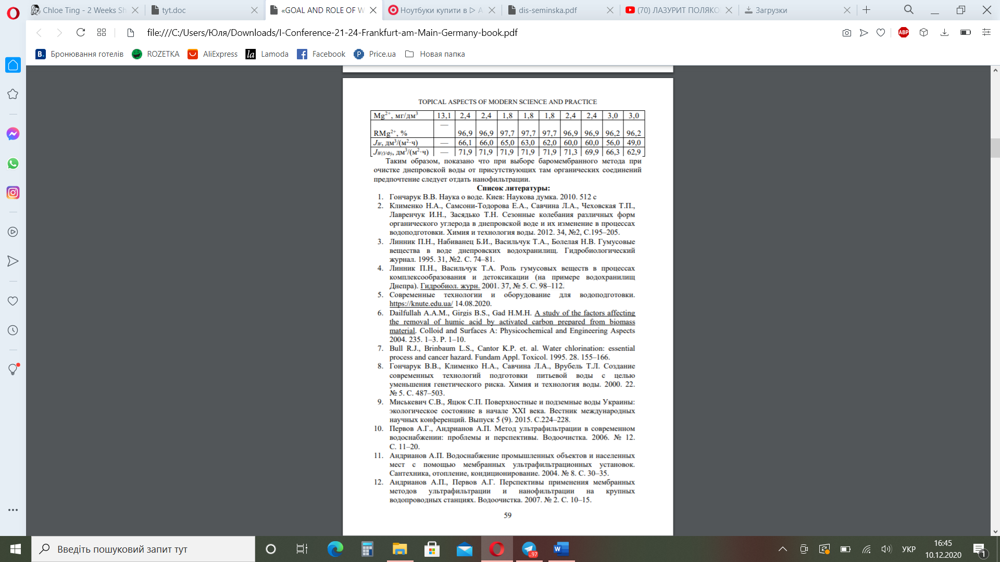 Chloe Ting - 2 Weeks Sh
tyt.doc
«GOAL AND ROLE OF W
Ноутбуки купити в ▷ А
dis-seminska.pdf
(70) ЛАЗУРИТ ПОЛЯКО
Загрузки
file:///C:/Users/Юля/Downloads/I-Conference-21-24-Frankfurt-am-Main-Germany-book.pdf
ABP
B. Бронювання готелів
ROZETKA
AliExpress
la Lamoda
Facebook
P Price.ua
Новая папка
TOPICAL ASPECTS OF MODERN SCIENCE AND PRACTICE
Mg²⁺, мг/дм³ 13,1 2,4 2,4 1,8 1,8 1,8 2,4 2,4 3,0 3,0
RMg²⁺, % — 96,9 96,9 97,7 97,7 97,7 96,9 96,9 96,2 96,2
JW, дм³/(м²·ч) — 66,1 66,0 65,0 63,0 62,0 60,0 60,0 56,0 49,0
JW(УФ), дм³/(м²·ч) — 71,9 71,9 71,9 71,9 71,9 71,3 69,9 66,3 62,9
Таким образом, показано что при выборе баромембранного метода при
очистке днепровской воды от присутствующих там органических соединений
предпочтение следует отдать нанофильтрации.
Список литературы:
1. Гончарук В.В. Наука о воде. Киев: Наукова думка. 2010. 512 с
2. Клименко Н.А., Самсони-Тодорова Е.А., Савчина Л.А., Чеховская Т.П.,
Лавренчук И.Н., Засядько Т.Н. Сезонные колебания различных форм
органического углерода в днепровской воде и их изменение в процессах
водоподготовки. Химия и технология воды. 2012. 34, №2, С.195–205.
3. Линник П.Н., Набиванец Б.И., Васильчук Т.А., Болелая Н.В. Гумусовые
вещества в воде днепровских водохранилищ. Гидробиологический
журнал. 1995. 31, №2. С. 74–81.
4. Линник П.Н., Васильчук Т.А. Роль гумусовых веществ в процессах
комплексообразования и детоксикации (на примере водохранилищ
Днепра). Гидробиол. журн. 2001. 37, № 5. С. 98–112.
5. Современные технологии и оборудование для водоподготовки.
https://knute.edu.ua/ 14.08.2020.
6. Dailfullah A.A.M., Girgis B.S., Gad H.M.H. A study of the factors affecting
the removal of humic acid by activated carbon prepared from biomass
material. Colloid and Surfaces A: Physicochemical and Engineering Aspects
2004. 235. 1–3. P. 1–10.
7. Bull R.J., Brinbaum L.S., Cantor K.P. et. al. Water chlorination: essential
process and cancer hazard. Fundam Appl. Toxicol. 1995. 28. 155–166.
8. Гончарук В.В., Клименко Н.А., Савчина Л.А., Врубель Т.Л. Создание
современных технологий подготовки питьевой воды с целью
уменьшения генетического риска. Химия и технология воды. 2000. 22.
№ 5. С. 487–503.
9. Миськевич С.В., Яцюк С.П. Поверхностные и подземные воды Украины:
экологическое состояние в начале XXI века. Вестник международных
научных конференций. Выпуск 5 (9). 2015. С.224–228.
10. Первов А.Г., Андрианов А.П. Метод ультрафильтрации в современном
водоснабжении: проблемы и перспективы. Водоочистка. 2006. № 12.
С. 11–20.
11. Андрианов А.П. Водоснабжение промышленных объектов и населенных
мест с помощью мембранных ультрафильтрационных установок.
Сантехника, отопление, кондиционирование. 2004. № 8. С. 30–35.
12. Андрианов А.П., Первов А.Г. Перспективы применения мембранных
методов ультрафильтрации и нанофильтрации на крупных
водопроводных станциях. Водоочистка. 2007. № 2. С. 10–15.
59
Введіть пошуковий запит тут
..97
W
УКР
16:45
10.12.2020
1